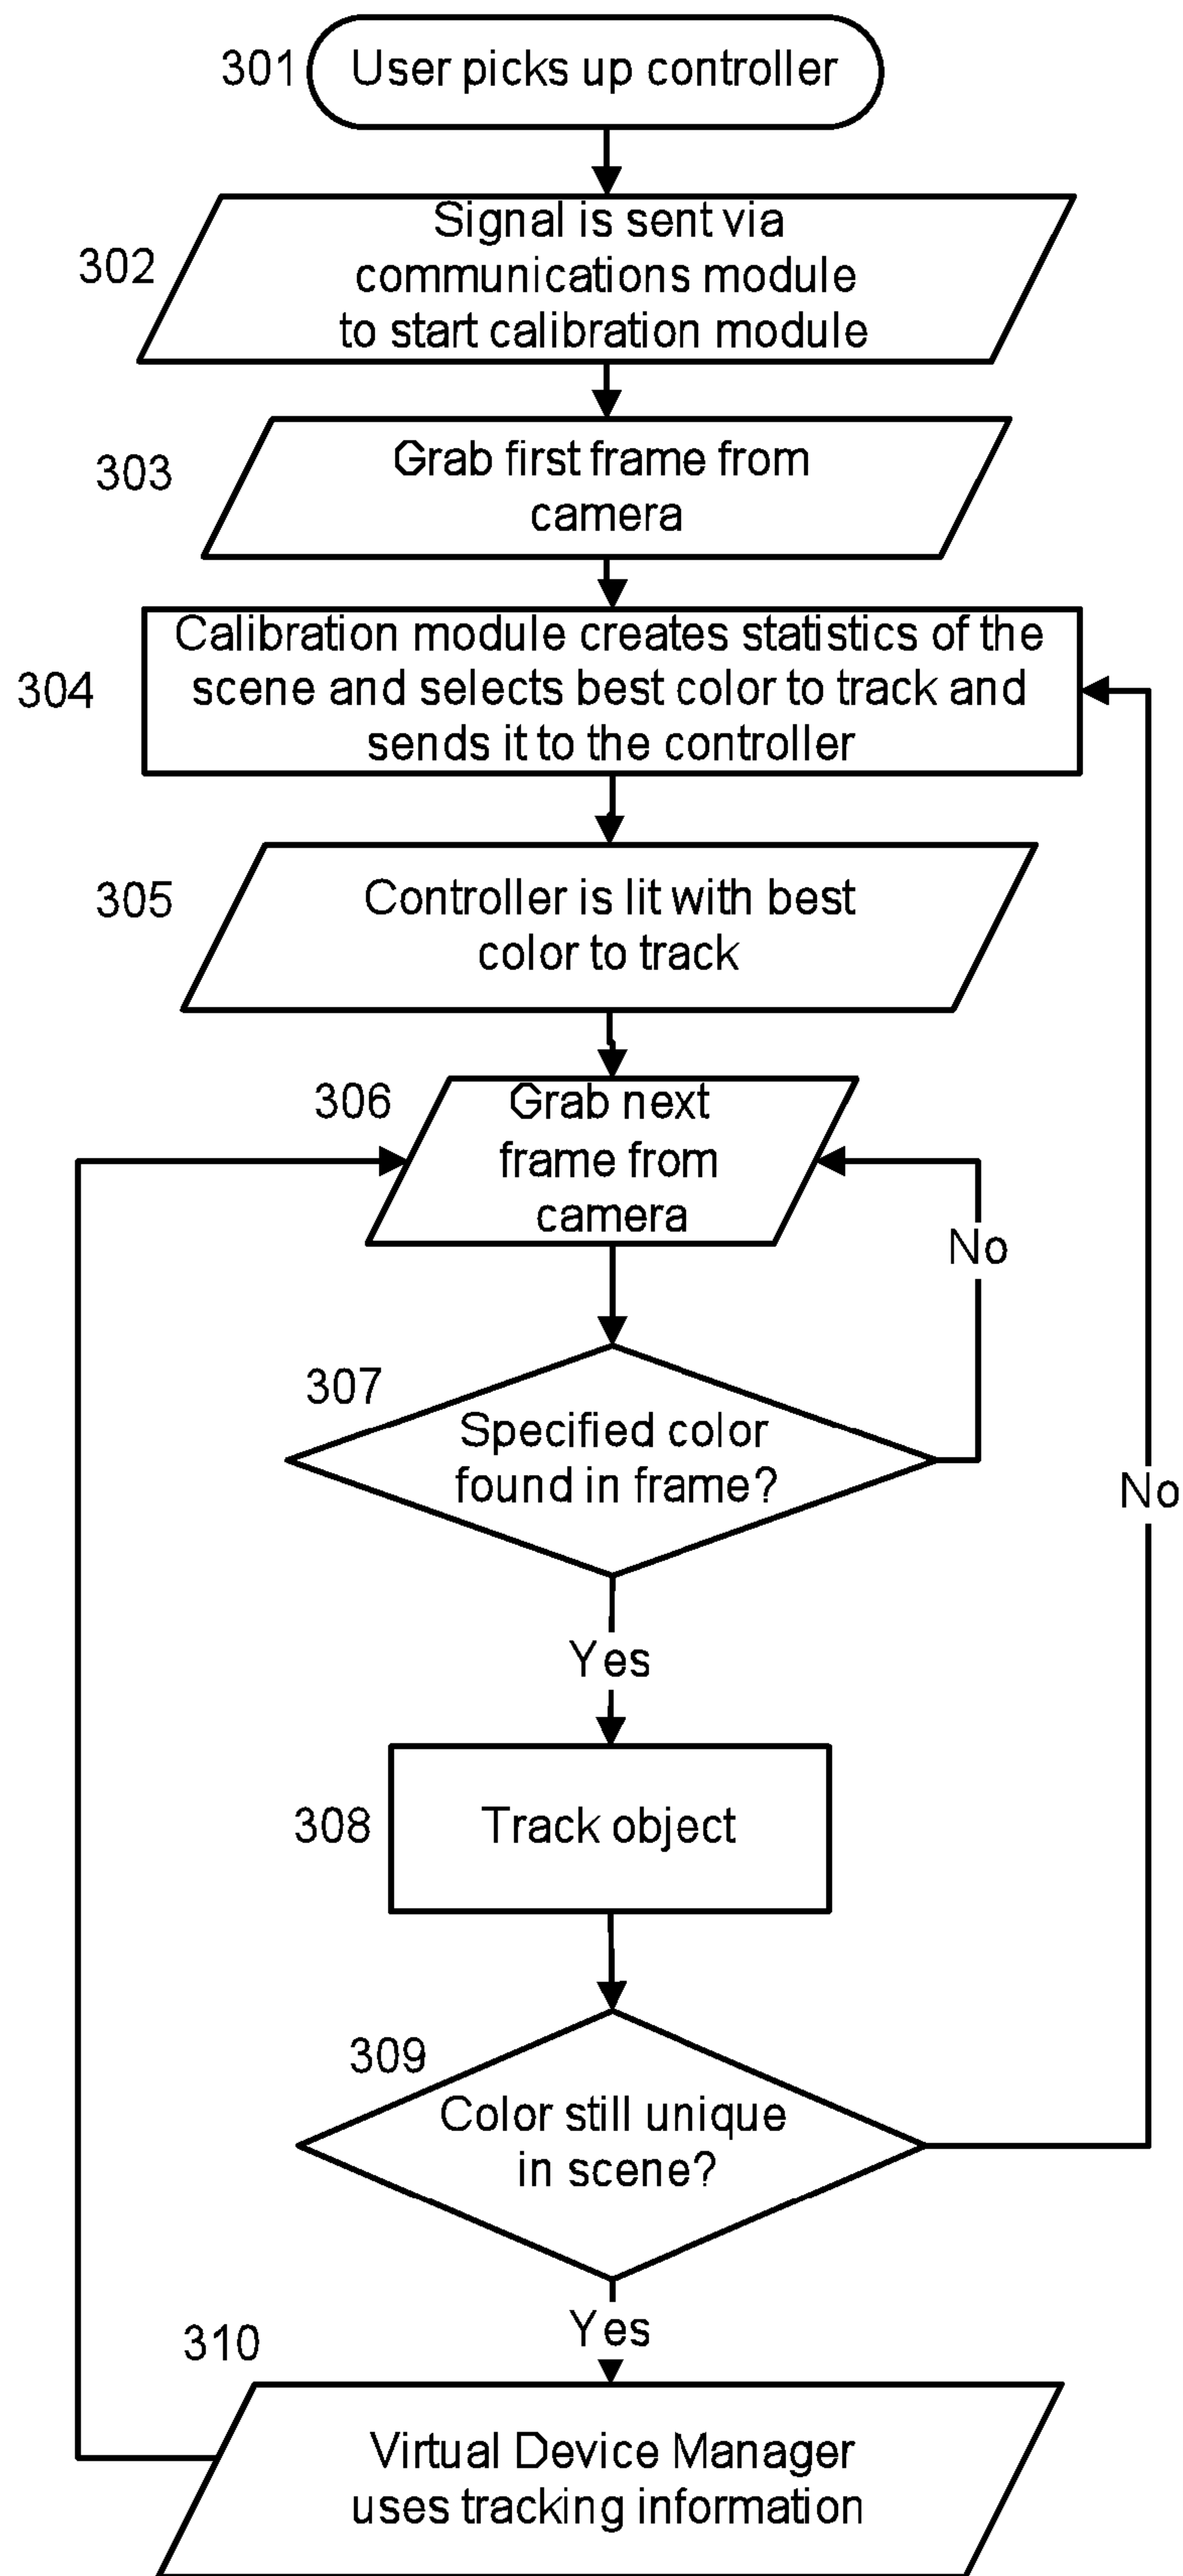 301
User picks up controller
302
Signal is sent via
communications module
to start calibration module
303
Grab first frame from
camera
304
Calibration module creates statistics of the
scene and selects best color to track and
sends it to the controller
305
Controller is lit with best
color to track
306
Grab next
frame from
camera
No
307
Specified color
found in frame?
No
Yes
308
Track object
309
Color still unique
in scene?
Yes
310
Virtual Device Manager
uses tracking information